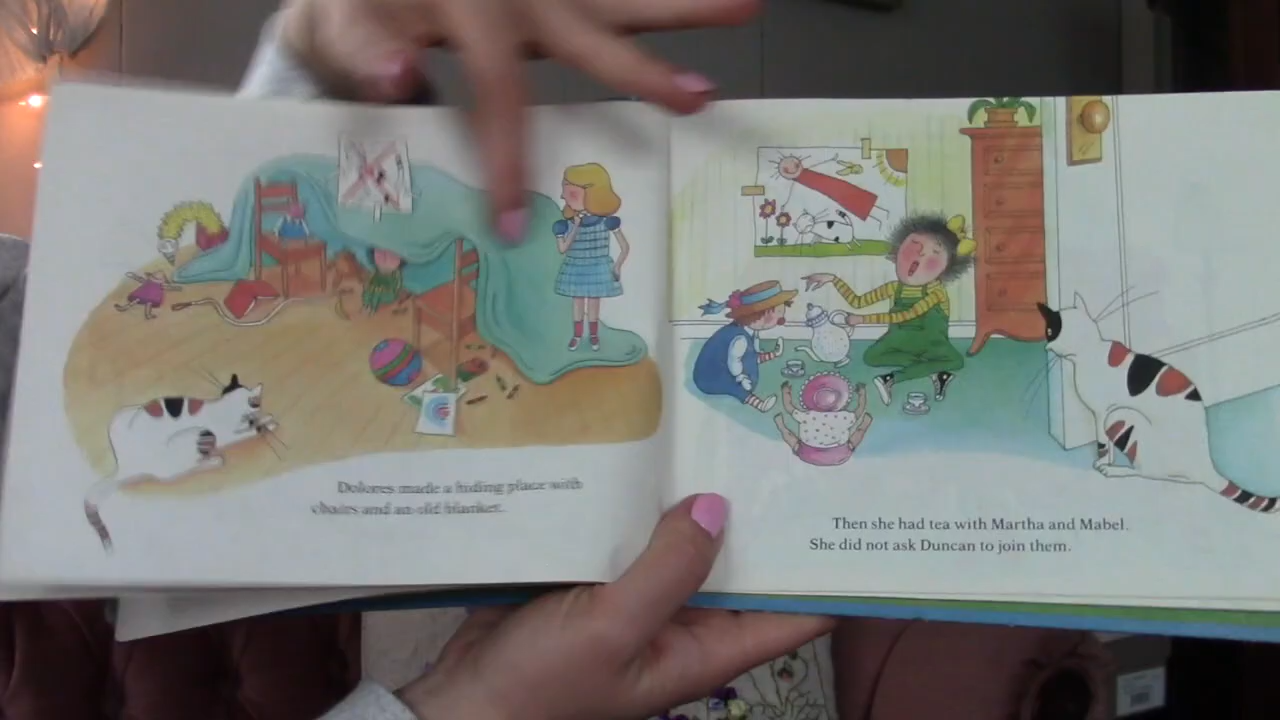 Dolores made a hiding place with
chairs and an old blanket.
Then she had tea with Martha and Mabel.
She did not ask Duncan to join them.